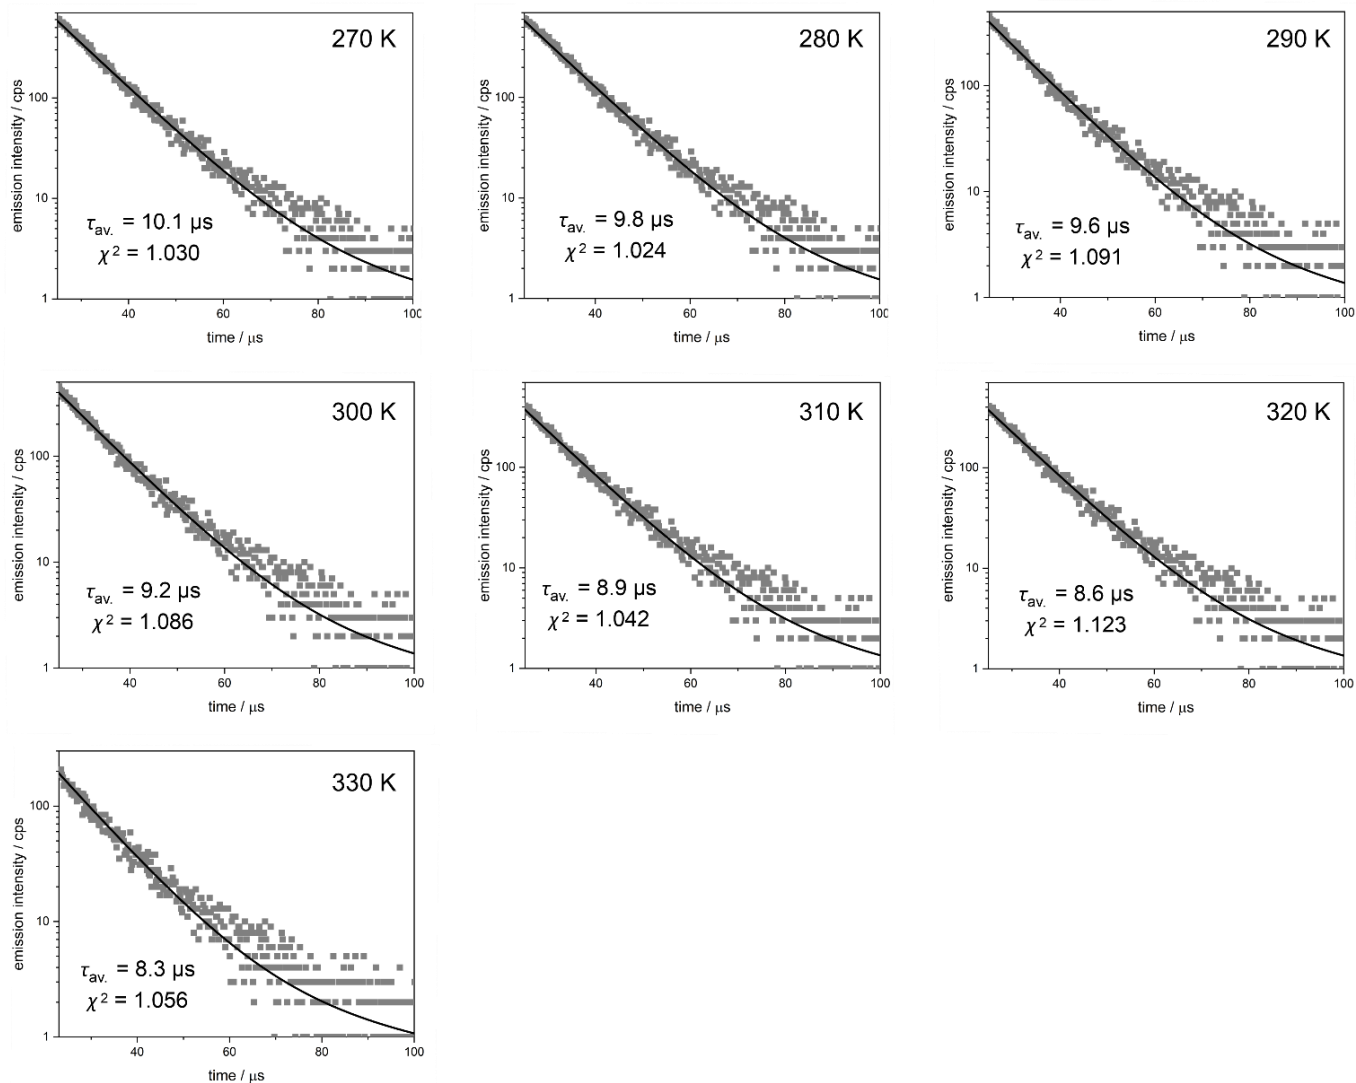 270 K
emission intensity / cps
100
10
1
τav. = 10.1 μs
χ² = 1.030
40 60 80 100
time / μs
280 K
emission intensity / cps
100
10
1
τav. = 9.8 μs
χ² = 1.024
40 60 80 100
time / μs
290 K
emission intensity / cps
100
10
1
τav. = 9.6 μs
χ² = 1.091
40 60 80 100
time / μs
300 K
emission intensity / cps
100
10
1
τav. = 9.2 μs
χ² = 1.086
40 60 80 100
time / μs
310 K
emission intensity / cps
100
10
1
τav. = 8.9 μs
χ² = 1.042
40 60 80 100
time / μs
320 K
emission intensity / cps
100
10
1
τav. = 8.6 μs
χ² = 1.123
40 60 80 100
time / μs
330 K
emission intensity / cps
100
10
1
τav. = 8.3 μs
χ² = 1.056
40 60 80 100
time / μs